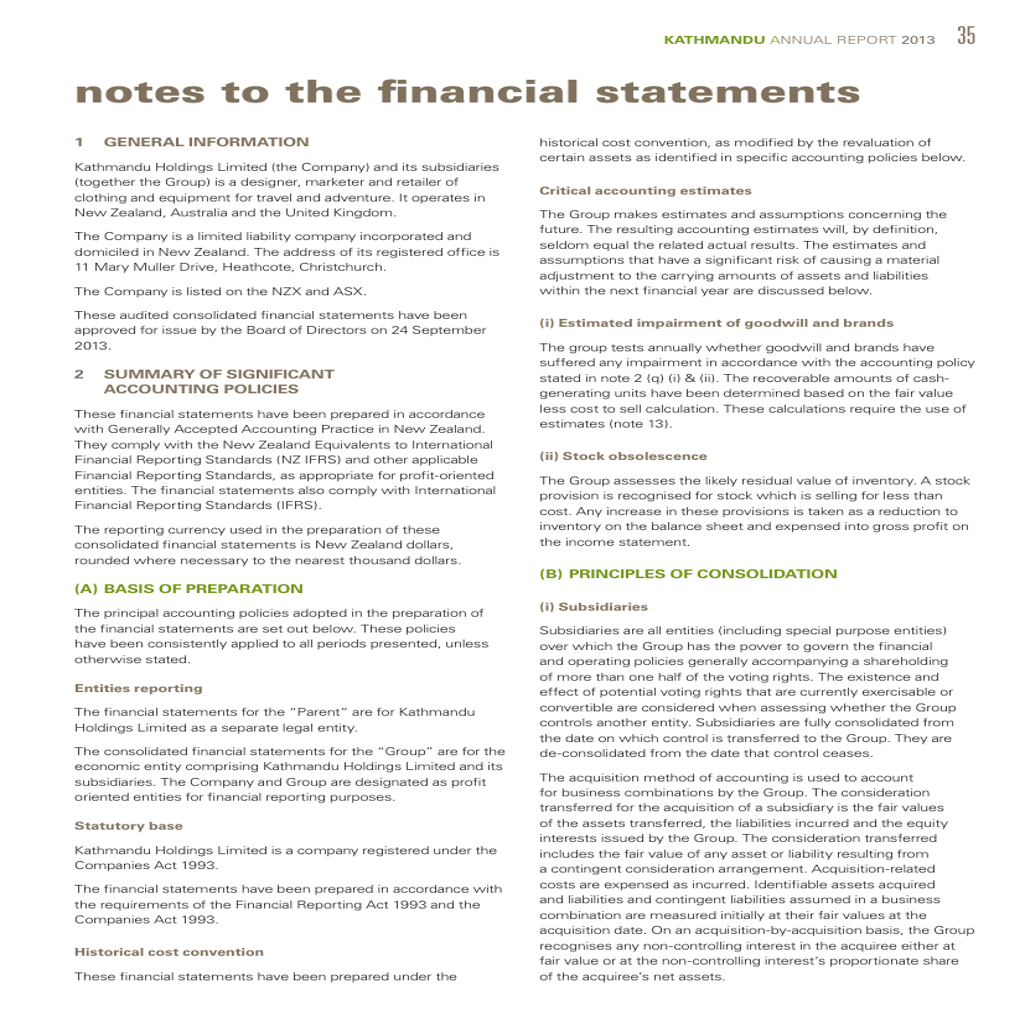 KATHMANDU ANNUAL REPORT 2013 35
notes to the financial statements
1 GENERAL INFORMATION
Kathmandu Holdings Limited (the Company) and its subsidiaries
(together the Group) is a designer, marketer and retailer of
clothing and equipment for travel and adventure. It operates in
New Zealand, Australia and the United Kingdom.
The Company is a limited liability company incorporated and
domiciled in New Zealand. The address of its registered office is
11 Mary Muller Drive, Heathcote, Christchurch.
The Company is listed on the NZX and ASX.
These audited consolidated financial statements have been
approved for issue by the Board of Directors on 24 September
2013.
2 SUMMARY OF SIGNIFICANT
ACCOUNTING POLICIES
These financial statements have been prepared in accordance
with Generally Accepted Accounting Practice in New Zealand.
They comply with the New Zealand Equivalents to International
Financial Reporting Standards (NZ IFRS) and other applicable
Financial Reporting Standards, as appropriate for profit-oriented
entities. The financial statements also comply with International
Financial Reporting Standards (IFRS).
The reporting currency used in the preparation of these
consolidated financial statements is New Zealand dollars,
rounded where necessary to the nearest thousand dollars.
(A) BASIS OF PREPARATION
The principal accounting policies adopted in the preparation of
the financial statements are set out below. These policies
have been consistently applied to all periods presented, unless
otherwise stated.
Entities reporting
The financial statements for the "Parent" are for Kathmandu
Holdings Limited as a separate legal entity.
The consolidated financial statements for the "Group" are for the
economic entity comprising Kathmandu Holdings Limited and its
subsidiaries. The Company and Group are designated as profit
oriented entities for financial reporting purposes.
Statutory base
Kathmandu Holdings Limited is a company registered under the
Companies Act 1993.
The financial statements have been prepared in accordance with
the requirements of the Financial Reporting Act 1993 and the
Companies Act 1993.
Historical cost convention
These financial statements have been prepared under the
historical cost convention, as modified by the revaluation of
certain assets as identified in specific accounting policies below.
Critical accounting estimates
The Group makes estimates and assumptions concerning the
future. The resulting accounting estimates will, by definition,
seldom equal the related actual results. The estimates and
assumptions that have a significant risk of causing a material
adjustment to the carrying amounts of assets and liabilities
within the next financial year are discussed below.
(i) Estimated impairment of goodwill and brands
The group tests annually whether goodwill and brands have
suffered any impairment in accordance with the accounting policy
stated in note 2 (q) (i) & (ii). The recoverable amounts of cash-
generating units have been determined based on the fair value
less cost to sell calculation. These calculations require the use of
estimates (note 13).
(ii) Stock obsolescence
The Group assesses the likely residual value of inventory. A stock
provision is recognised for stock which is selling for less than
cost. Any increase in these provisions is taken as a reduction to
inventory on the balance sheet and expensed into gross profit on
the income statement.
(B) PRINCIPLES OF CONSOLIDATION
(i) Subsidiaries
Subsidiaries are all entities (including special purpose entities)
over which the Group has the power to govern the financial
and operating policies generally accompanying a shareholding
of more than one half of the voting rights. The existence and
effect of potential voting rights that are currently exercisable or
convertible are considered when assessing whether the Group
controls another entity. Subsidiaries are fully consolidated from
the date on which control is transferred to the Group. They are
de-consolidated from the date that control ceases.
The acquisition method of accounting is used to account
for business combinations by the Group. The consideration
transferred for the acquisition of a subsidiary is the fair values
of the assets transferred, the liabilities incurred and the equity
interests issued by the Group. The consideration transferred
includes the fair value of any asset or liability resulting from
a contingent consideration arrangement. Acquisition-related
costs are expensed as incurred. Identifiable assets acquired
and liabilities and contingent liabilities assumed in a business
combination are measured initially at their fair values at the
acquisition date. On an acquisition-by-acquisition basis, the Group
recognises any non-controlling interest in the acquiree either at
fair value or at the non-controlling interest's proportionate share
of the acquiree's net assets.